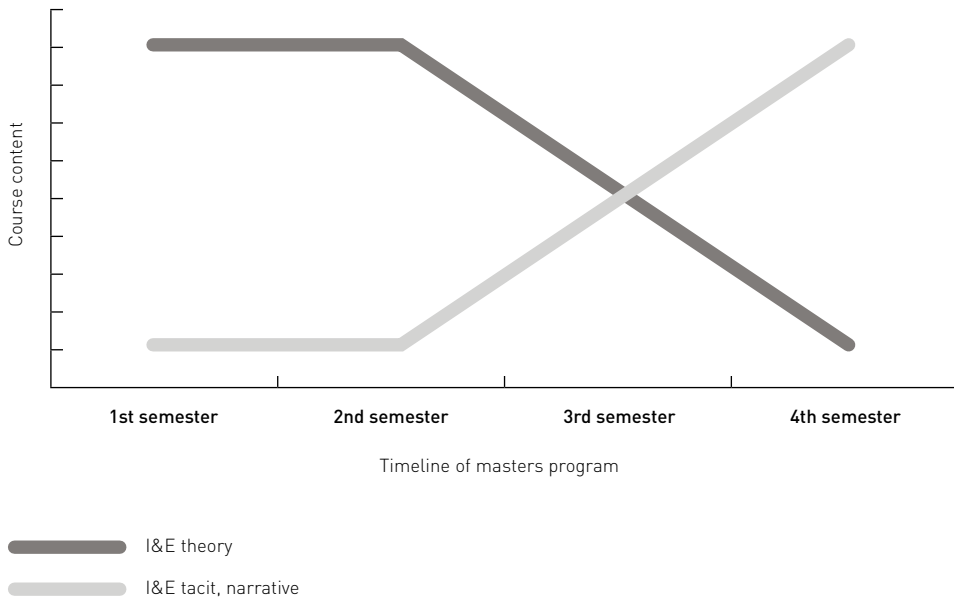 Course content
1st semester 2nd semester 3rd semester 4th semester
Timeline of masters program
I&E theory
I&E tacit, narrative